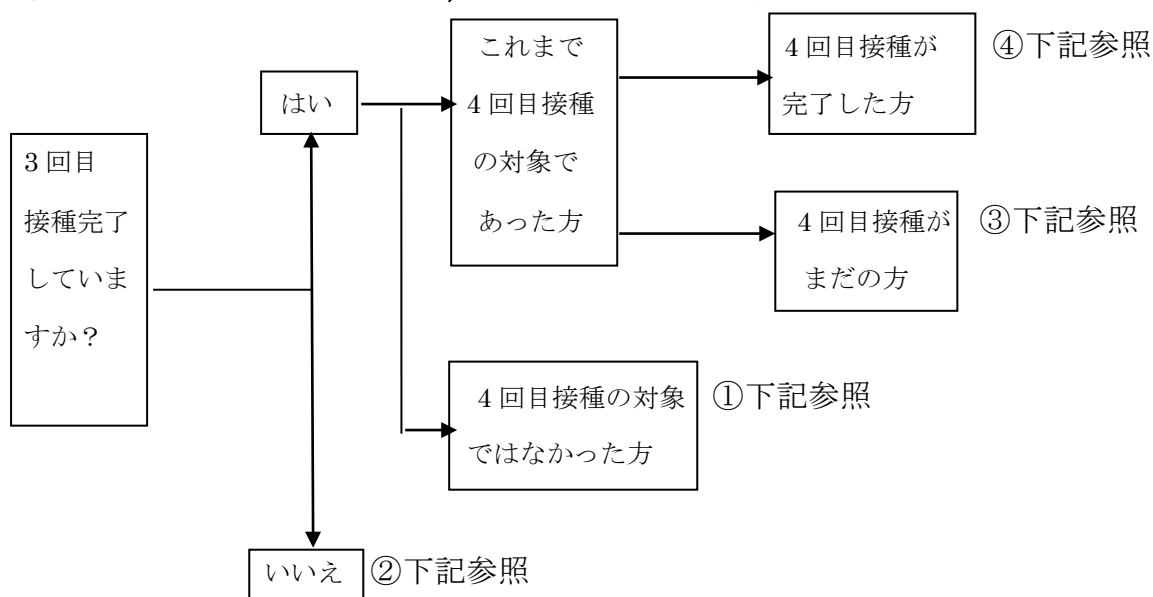 3回目
接種完了
していま
すか？
はい
これまで
4回目接種
の対象で
あった方
4回目接種が
完了した方
④下記参照
4回目接種が
まだの方
③下記参照
4回目接種の対象
ではなかった方
①下記参照
いいえ
②下記参照